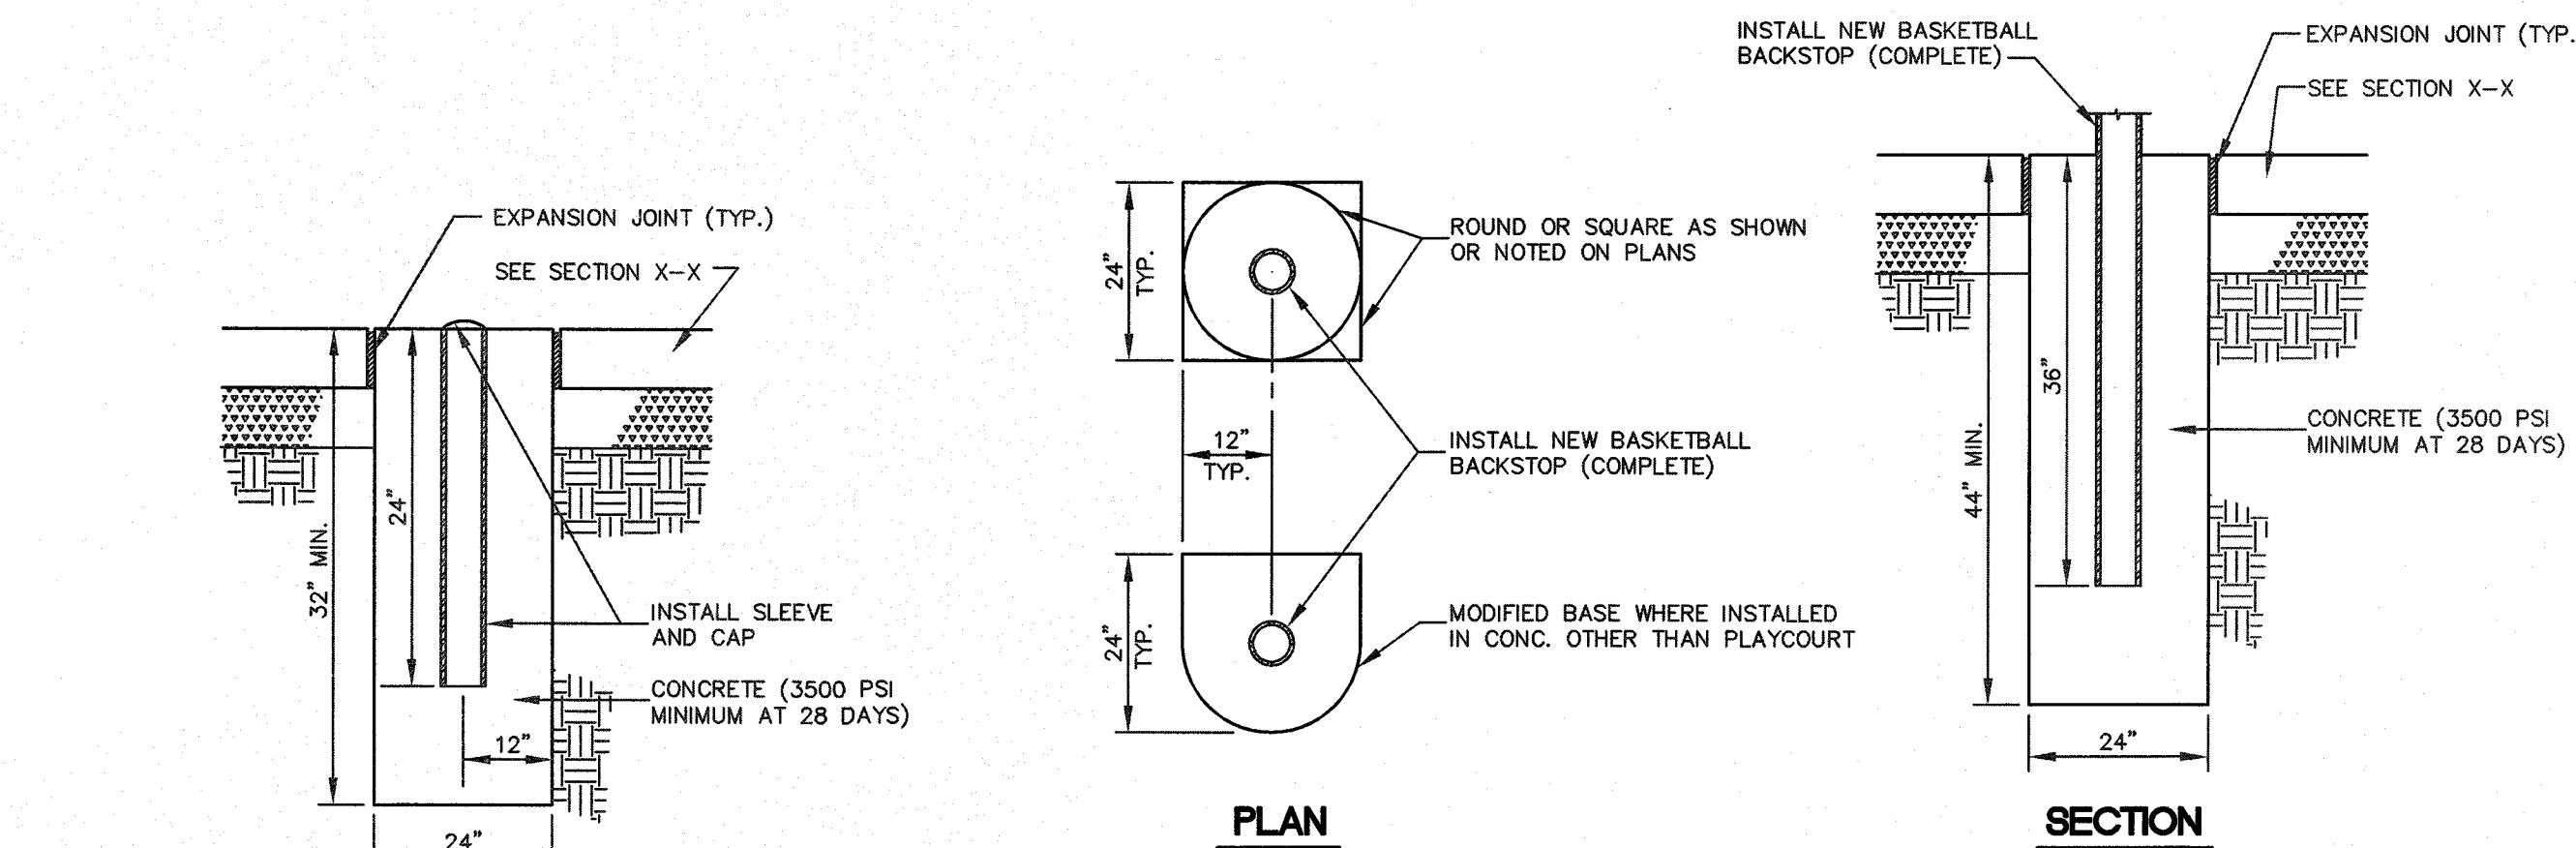 EXPANSION JOINT (TYP.)
SEE SECTION X-X
32" MIN.
24"
INSTALL SLEEVE
AND CAP
CONCRETE (3500 PSI
MINIMUM AT 28 DAYS)
12"
24"
24"
TYP.
ROUND OR SQUARE AS SHOWN
OR NOTED ON PLANS
12"
TYP.
INSTALL NEW BASKETBALL
BACKSTOP (COMPLETE)
24"
TYP.
MODIFIED BASE WHERE INSTALLED
IN CONC. OTHER THAN PLAYCOURT
PLAN
INSTALL NEW BASKETBALL
BACKSTOP (COMPLETE)
EXPANSION JOINT (TYP.
SEE SECTION X-X
44" MIN.
36"
CONCRETE (3500 PSI
MINIMUM AT 28 DAYS)
24"
SECTION